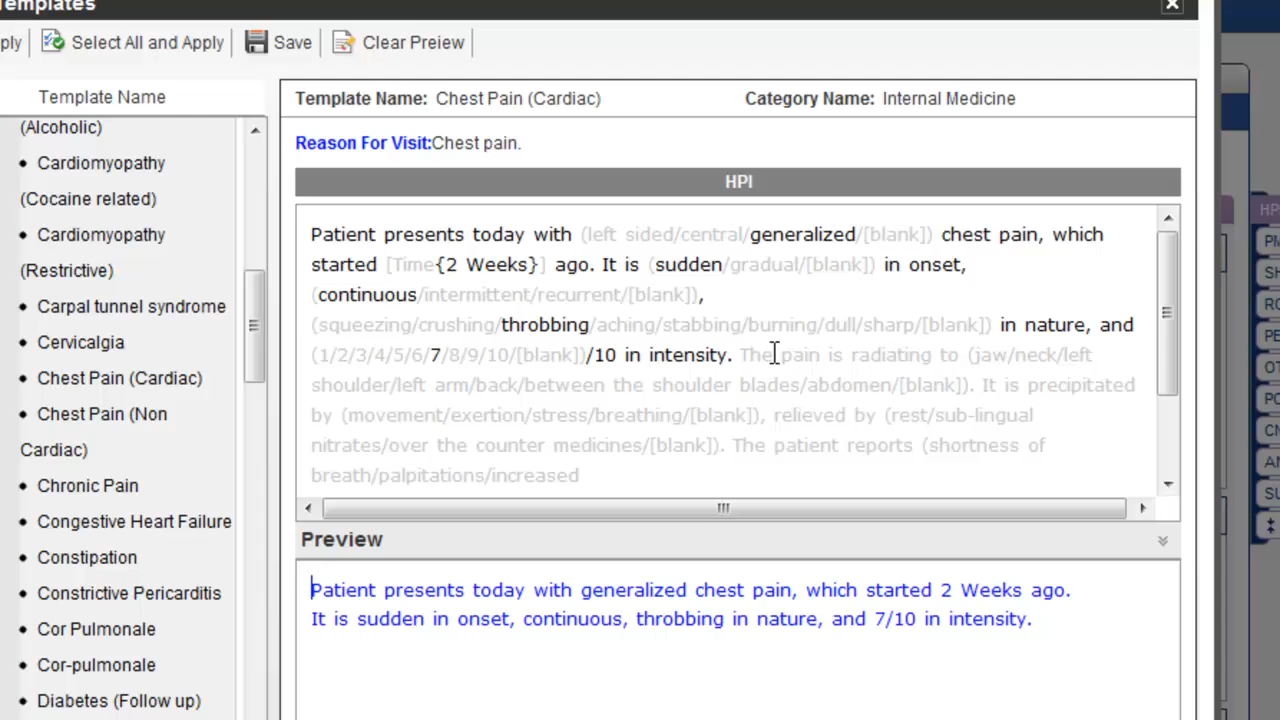 Templates
ply
Select All and Apply
Save
Clear Preview
Template Name
(Alcoholic)
Cardiomyopathy
(Cocaine related)
Cardiomyopathy
(Restrictive)
Carpal tunnel syndrome
Cervicalgia
Chest Pain (Cardiac)
Chest Pain (Non
Cardiac)
Chronic Pain
Congestive Heart Failure
Constipation
Constrictive Pericarditis
Cor Pulmonale
Cor-pulmonale
Diabetes (Follow up)
Template Name: Chest Pain (Cardiac) Category Name: Internal Medicine
Reason For Visit:Chest pain.
HPI
Patient presents today with (left sided/central/generalized/[blank]) chest pain, which
started [Time{2 Weeks}] ago. It is (sudden/gradual/[blank]) in onset,
(continuous/intermittent/recurrent/[blank]),
(squeezing/crushing/throbbing/aching/stabbing/burning/dull/sharp/[blank]) in nature, and
(1/2/3/4/5/6/7/8/9/10/[blank])/10 in intensity. The pain is radiating to (jaw/neck/left
shoulder/left arm/back/between the shoulder blades/abdomen/[blank]). It is precipitated
by (movement/exertion/stress/breathing/[blank]), relieved by (rest/sub-lingual
nitrates/over the counter medicines/[blank]). The patient reports (shortness of
breath/palpitations/increased
Preview
Patient presents today with generalized chest pain, which started 2 Weeks ago.
It is sudden in onset, continuous, throbbing in nature, and 7/10 in intensity.
HP
PM
SH
RO
OT
CN
SU